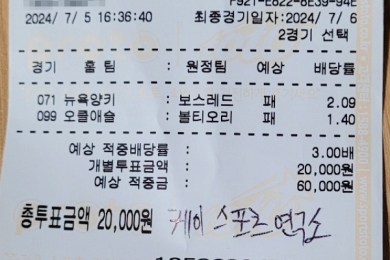 2024/ 7/ 5 16:36:40 최종경기일자:2024/ 7/ 6
2경기 선택
경기 홈 팀 : 원정팀 예상 배당률
071 뉴욕양키 : 보스레드 패 2.09
099 오클애슬 : 볼티오리 패 1.40
예상 적중배당률 : 3.00배
개별투표금액 : 20,000원
예상 적중금 : 60,000원
총투표금액 20,000원 케이 스포츠 연구소